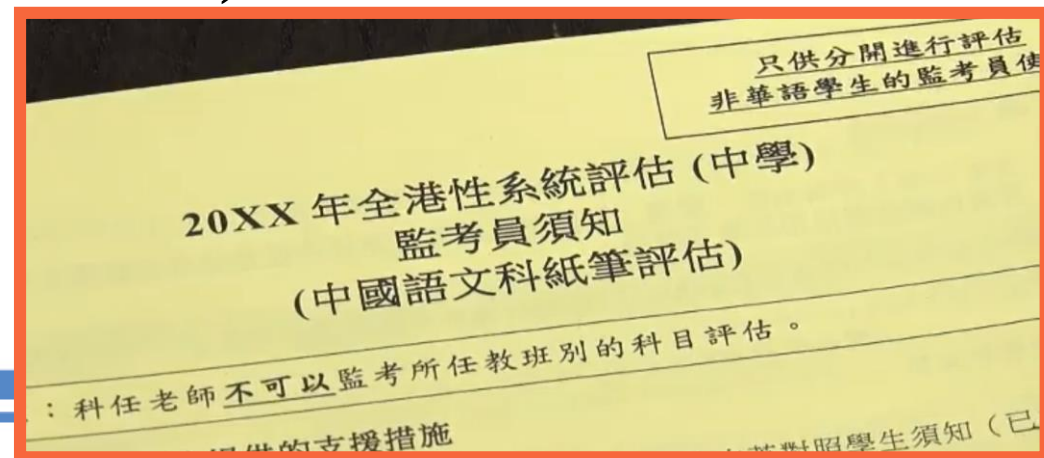 只供分開進行評估
非華語學生的監考員使
20XX 年全港性系統評估 (中學)
監考員須知
(中國語文科紙筆評估)
：科任老師不可以監考所任教班別的科目評估。
提供的支援措施
對照學生須知（已